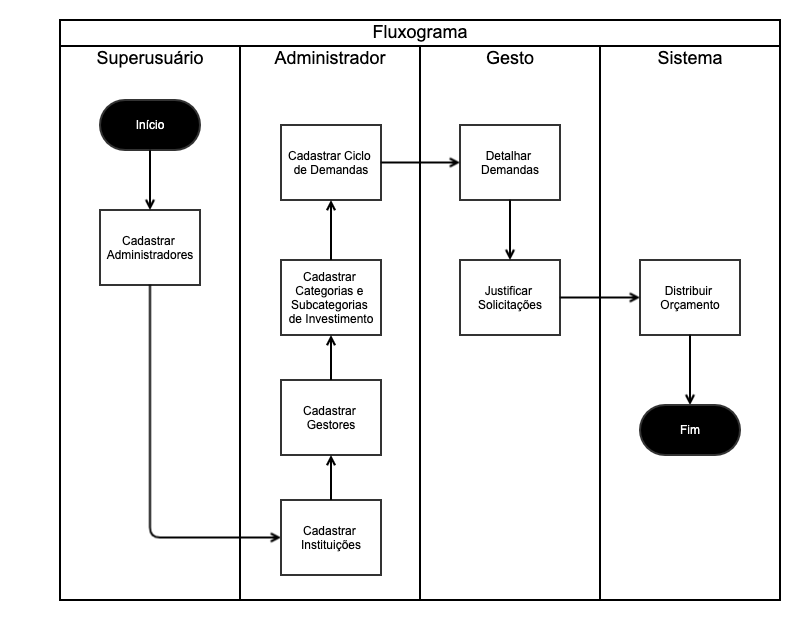 Fluxograma
Superusuário
Administrador
Gesto
Sistema
Início
Cadastrar
Administradores
Cadastrar Ciclo
de Demandas
Cadastrar
Categorias e
Subcategorias
de Investimento
Cadastrar
Gestores
Cadastrar
Instituições
Detalhar
Demandas
Justificar
Solicitações
Distribuir
Orçamento
Fim